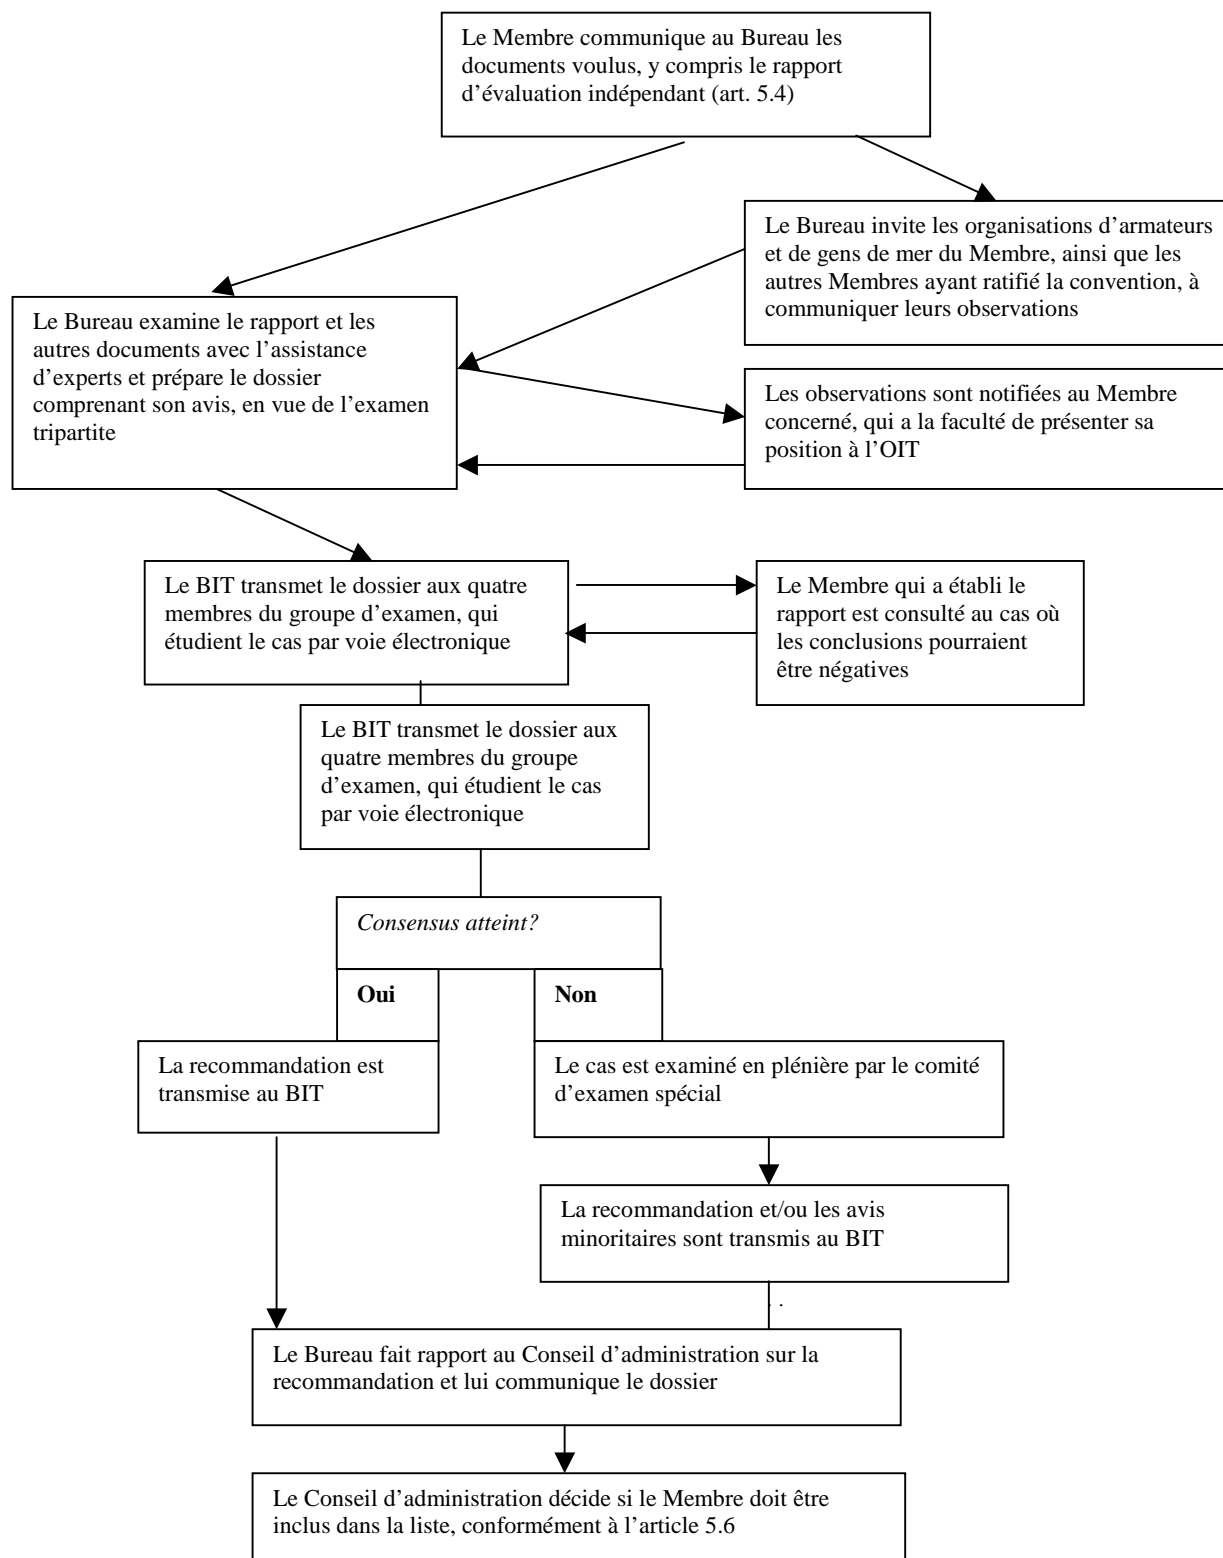 Le Membre communique au Bureau les
documents voulus, y compris le rapport
d’évaluation indépendant (art. 5.4)
Le Bureau invite les organisations d’armateurs
et de gens de mer du Membre, ainsi que les
autres Membres ayant ratifié la convention, à
communiquer leurs observations
Le Bureau examine le rapport et les
autres documents avec l’assistance
d’experts et prépare le dossier
comprenant son avis, en vue de l’examen
tripartite
Les observations sont notifiées au Membre
concerné, qui a la faculté de présenter sa
position à l’OIT
Le BIT transmet le dossier aux quatre
membres du groupe d’examen, qui
étudient le cas par voie électronique
Le Membre qui a établi le
rapport est consulté au cas où
les conclusions pourraient
être négatives
Le BIT transmet le dossier aux
quatre membres du groupe
d’examen, qui étudient le cas
par voie électronique
Consensus atteint?
Oui
Non
La recommandation est
transmise au BIT
Le cas est examiné en plénière par le comité
d’examen spécial
La recommandation et/ou les avis
minoritaires sont transmis au BIT
Le Bureau fait rapport au Conseil d’administration sur la
recommandation et lui communique le dossier
Le Conseil d’administration décide si le Membre doit être
inclus dans la liste, conformément à l’article 5.6